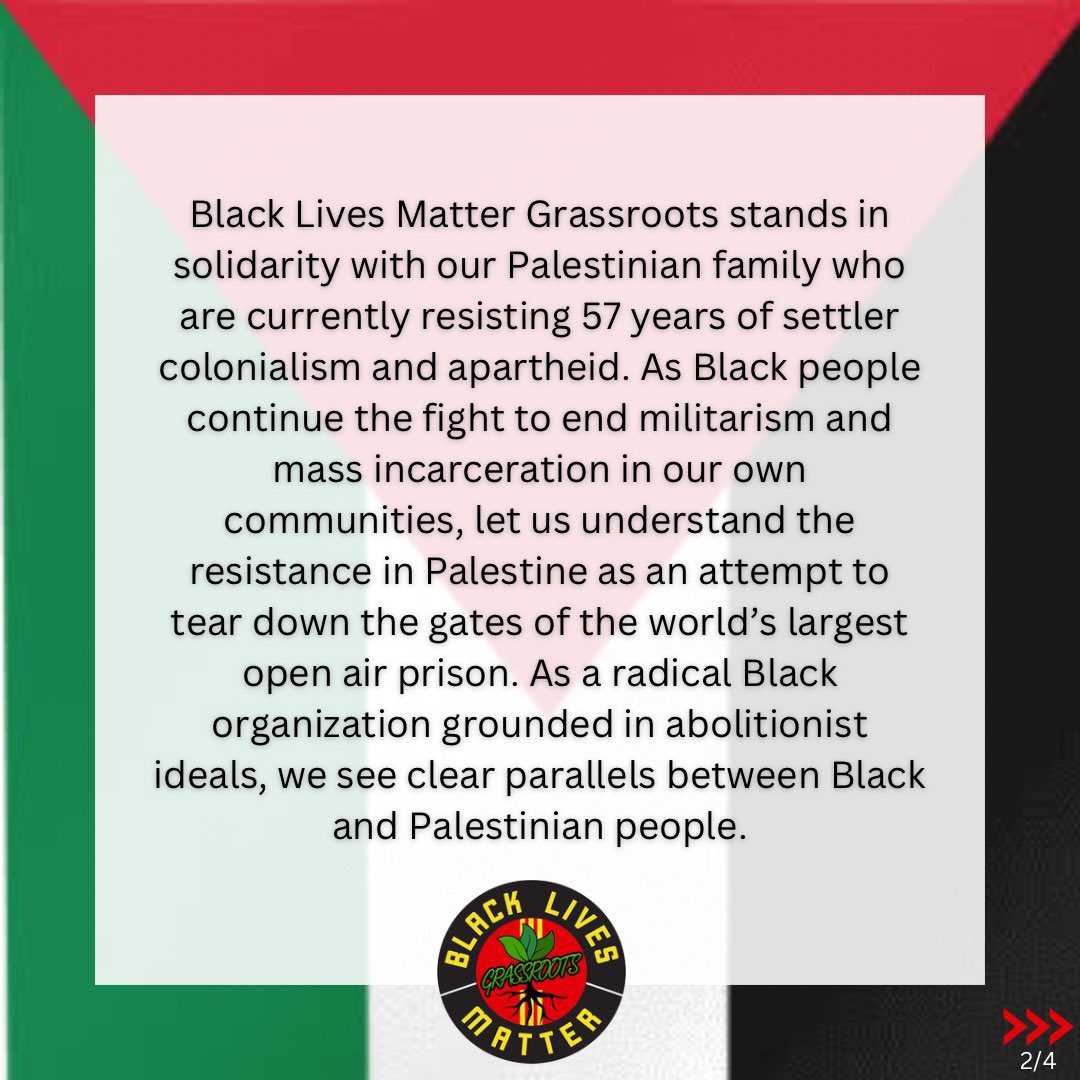 Black Lives Matter Grassroots stands in
solidarity with our Palestinian family who
are currently resisting 57 years of settler
colonialism and apartheid. As Black people
continue the fight to end militarism and
mass incarceration in our own
communities, let us understand the
resistance in Palestine as an attempt to
tear down the gates of the world’s largest
open air prison. As a radical Black
organization grounded in abolitionist
ideals, we see clear parallels between Black
and Palestinian people.
BLACK LIVES
GRASSROOTS
MATTER
2/4